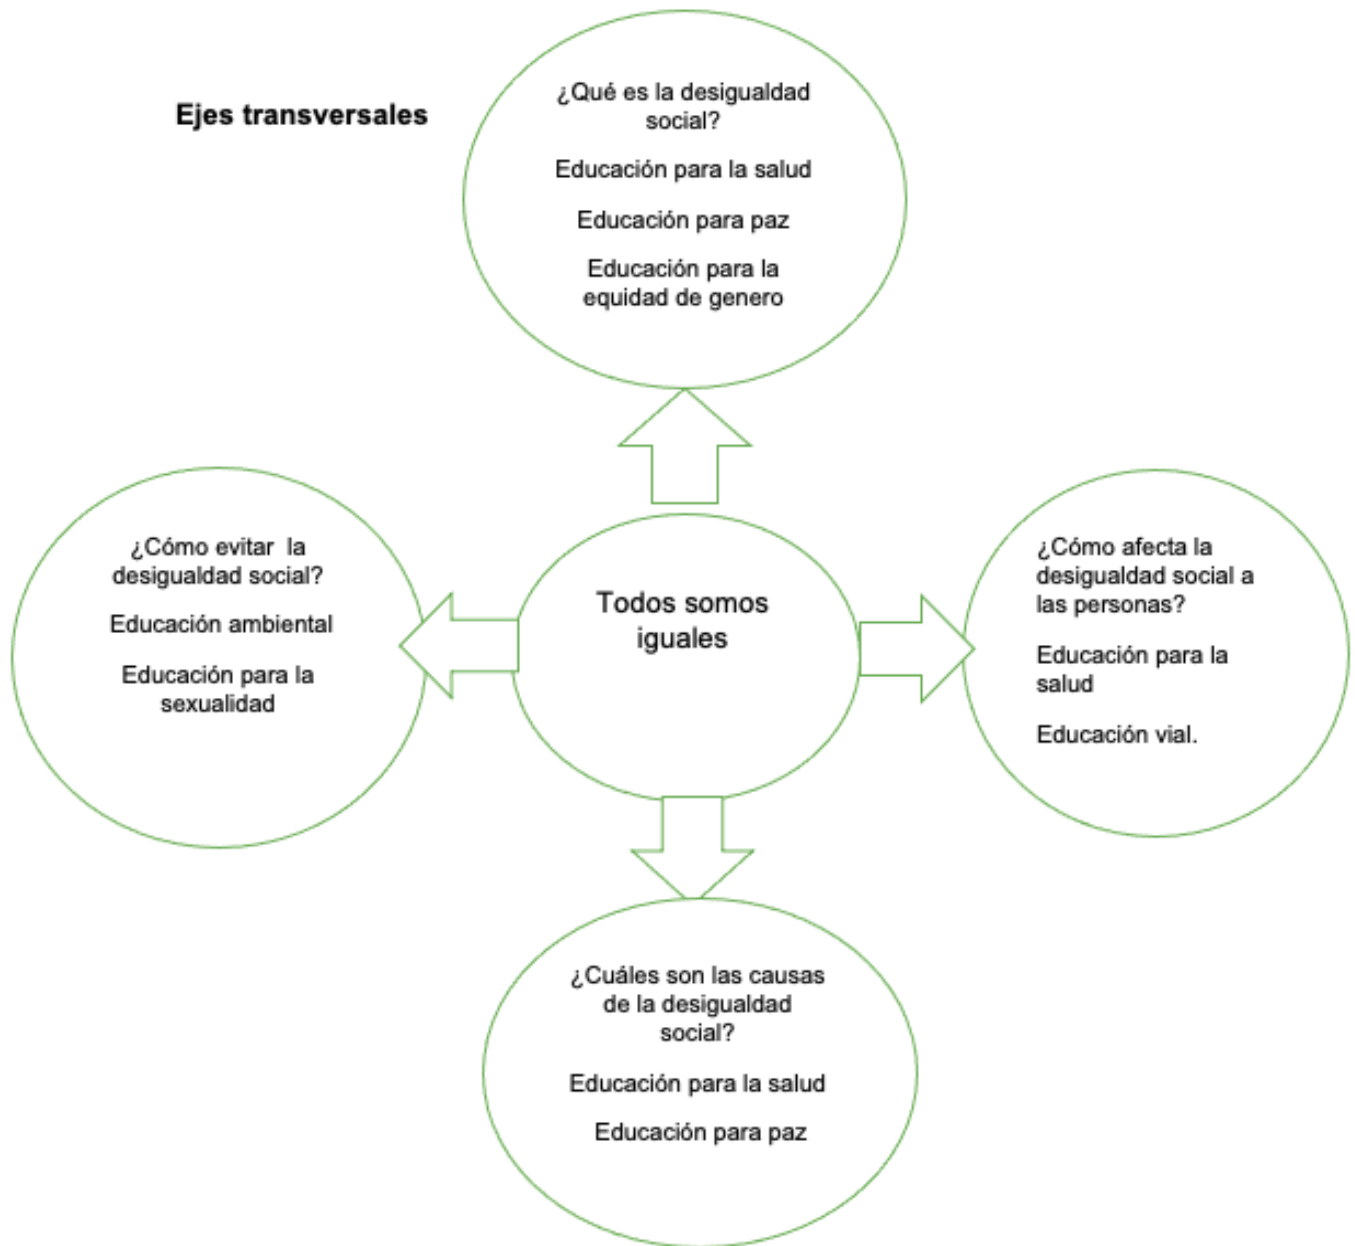 Ejes transversales
¿Qué es la desigualdad
social?
Educación para la salud
Educación para paz
Educación para la
equidad de genero
¿Cómo evitar  la
desigualdad social?
Educación ambiental
Educación para la
sexualidad
Todos somos
iguales
¿Cómo afecta la
desigualdad social a
las personas?
Educación para la
salud
Educación vial.
¿Cuáles son las causas
de la desigualdad
social?
Educación para la salud
Educación para paz